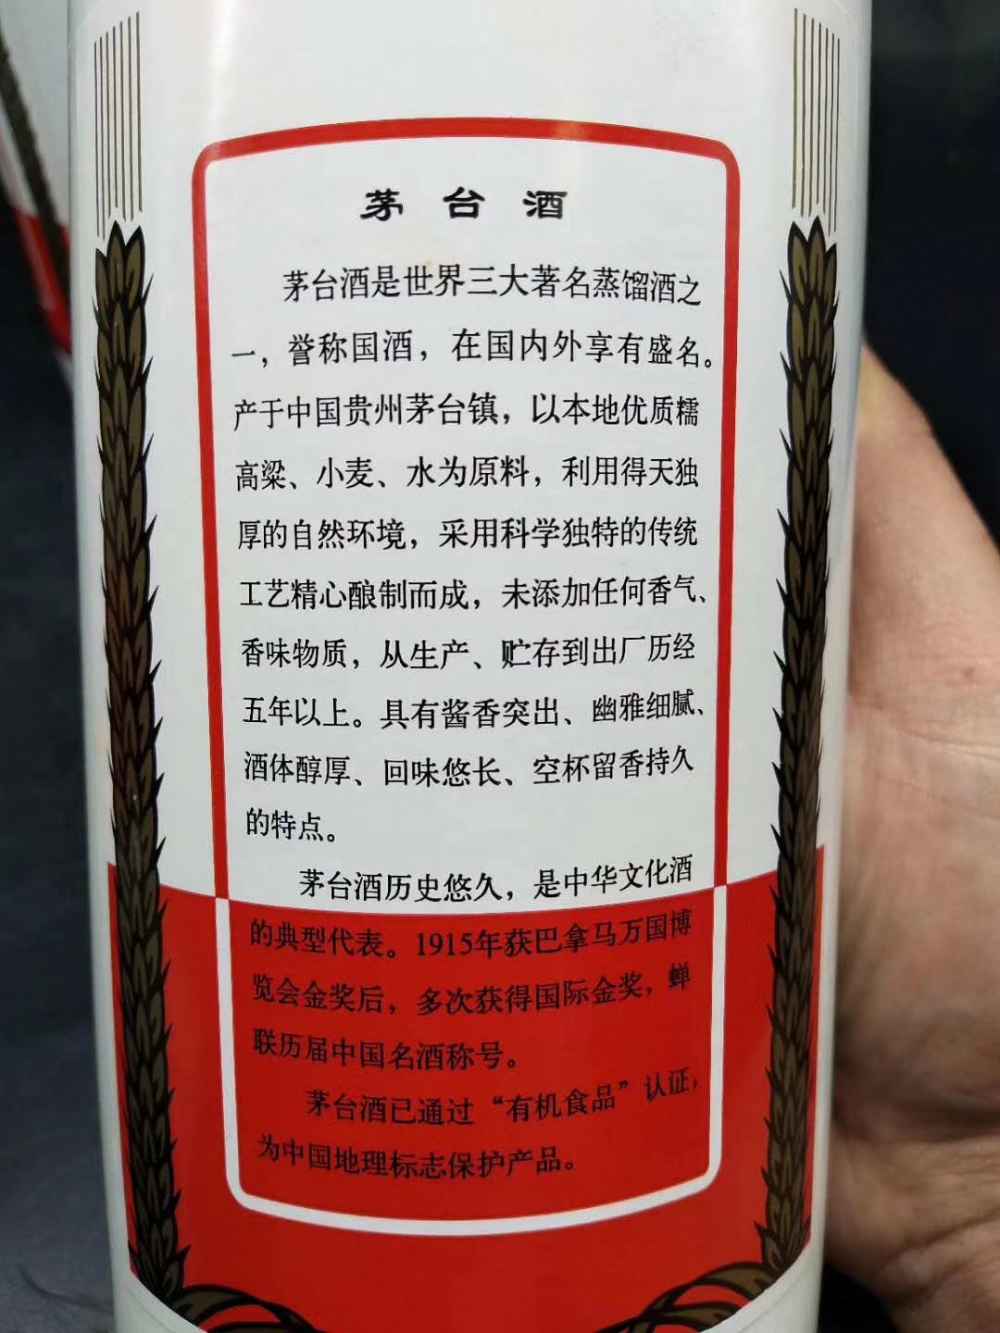 茅台酒
茅台酒是世界三大著名蒸馏酒之
一，誉称国酒，在国内外享有盛名。
产于中国贵州茅台镇，以本地优质糯
高粱、小麦、水为原料，利用得天独
厚的自然环境，采用科学独特的传统
工艺精心酿制而成，未添加任何香气、
香味物质，从生产、贮存到出厂历经
五年以上。具有酱香突出、幽雅细腻、
酒体醇厚、回味悠长、空杯留香持久
的特点。
茅台酒历史悠久，是中华文化酒
的典型代表。1915年获巴拿马万国博
览会金奖后，多次获得国际金奖，蝉
联历届中国名酒称号。
茅台酒已通过“有机食品”认证，
为中国地理标志保护产品。